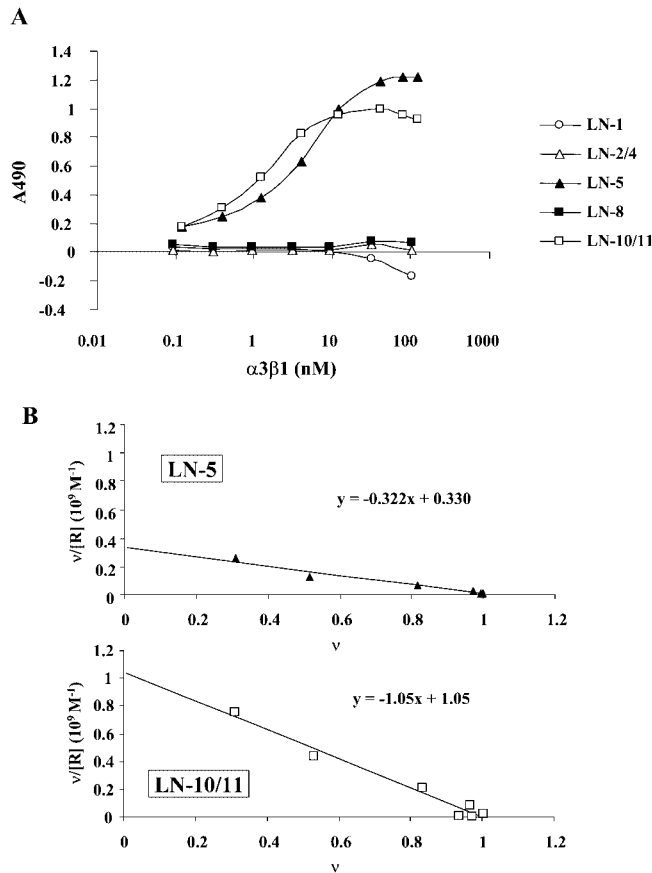 A
1.4
1.2
1
0.8
0.6
0.4
0.2
0
-0.2
-0.4
A490
0.01 0.1 1 10 100 1000
α3β1 (nM)
LN-1
LN-2/4
LN-5
LN-8
LN-10/11
B
1.2
1
0.8
0.6
0.4
0.2
0
ν/[R] (10⁹ M⁻¹)
LN-5
y = -0.322x + 0.330
0 0.2 0.4 0.6 0.8 1 1.2
ν
1.2
1
0.8
0.6
0.4
0.2
0
ν/[R] (10⁹ M⁻¹)
y = -1.05x + 1.05
LN-10/11
0 0.2 0.4 0.6 0.8 1 1.2
ν